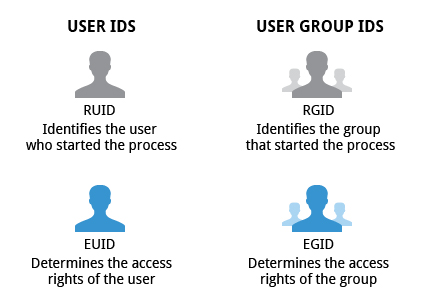 USER IDS
USER GROUP IDS
RUID
Identifies the user
who started the process
RGID
Identifies the group
that started the process
EUID
Determines the access
rights of the user
EGID
Determines the access
rights of the group